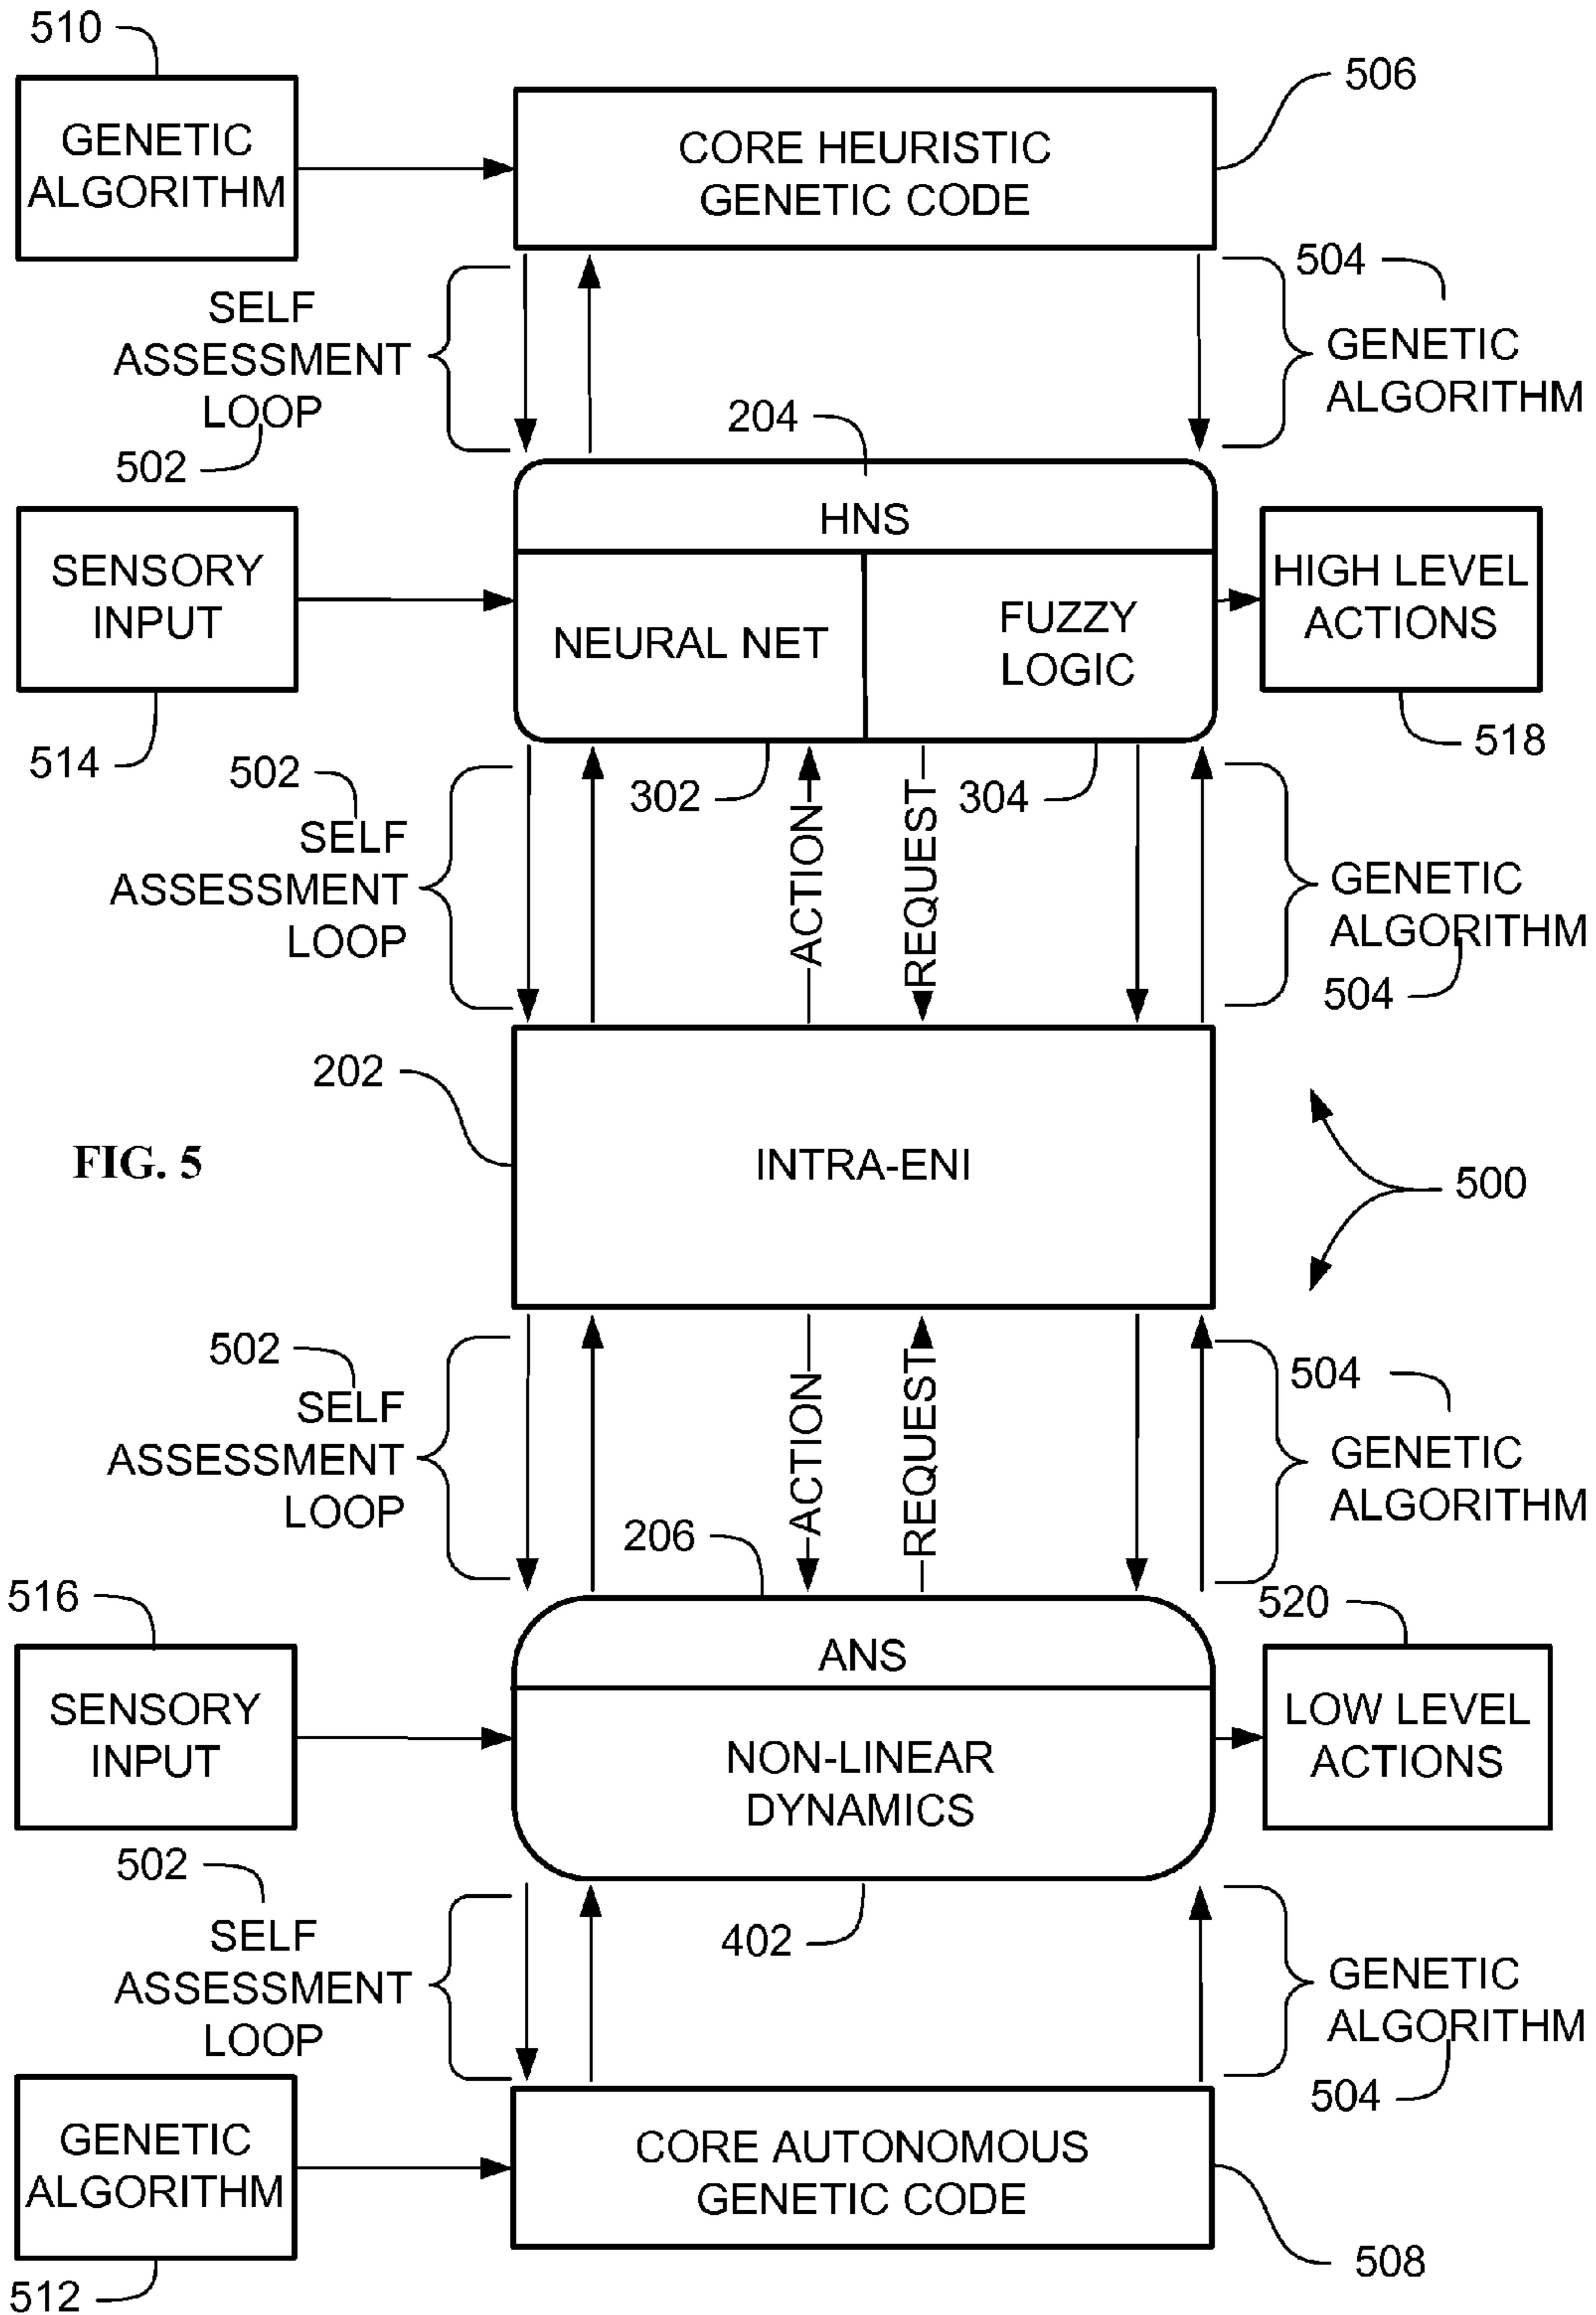 510
GENETIC
ALGORITHM
CORE HEURISTIC
GENETIC CODE
506
SELF
ASSESSMENT
LOOP
502
504
GENETIC
ALGORITHM
204
HNS
NEURAL NET
FUZZY
LOGIC
SENSORY
INPUT
514
HIGH LEVEL
ACTIONS
518
502
SELF
ASSESSMENT
LOOP
302
ACTION
REQUEST
304
GENETIC
ALGORITHM
504
202
INTRA-ENI
FIG. 5
500
502
SELF
ASSESSMENT
LOOP
ACTION
REQUEST
504
GENETIC
ALGORITHM
206
516
SENSORY
INPUT
ANS
NON-LINEAR
DYNAMICS
520
LOW LEVEL
ACTIONS
502
SELF
ASSESSMENT
LOOP
402
GENETIC
ALGORITHM
504
GENETIC
ALGORITHM
512
CORE AUTONOMOUS
GENETIC CODE
508